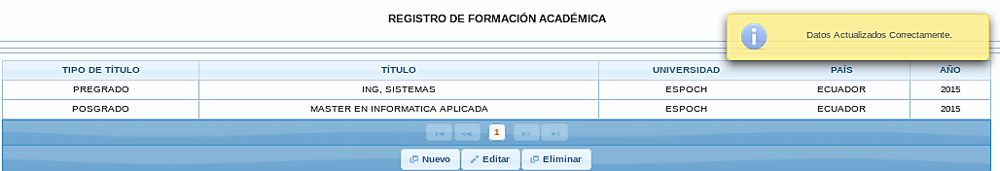 REGISTRO DE FORMACIÓN ACADÉMICA
Datos Actualizados Correctamente.
TIPO DE TÍTULO TÍTULO UNIVERSIDAD PAÍS AÑO
PREGRADO ING, SISTEMAS ESPOCH ECUADOR 2015
POSGRADO MASTER EN INFORMATICA APLICADA ESPOCH ECUADOR 2015
1
Nuevo Editar Eliminar